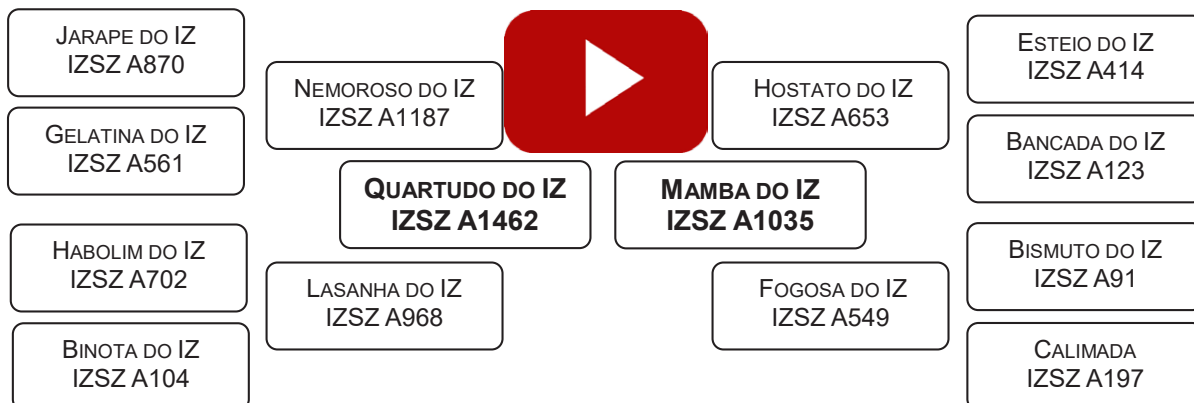 JARAPE DO IZ
IZSZ A870
GELATINA DO IZ
IZSZ A561
HABOLIM DO IZ
IZSZ A702
BINOTA DO IZ
IZSZ A104
NEMOROSO DO IZ
IZSZ A1187
LASANHA DO IZ
IZSZ A968
QUARTUDO DO IZ
IZSZ A1462
MAMBA DO IZ
IZSZ A1035
HOSTATO DO IZ
IZSZ A653
FOGOSA DO IZ
IZSZ A549
ESTEIO DO IZ
IZSZ A414
BANCADA DO IZ
IZSZ A123
BISMUTO DO IZ
IZSZ A91
CALIMADA
IZSZ A197